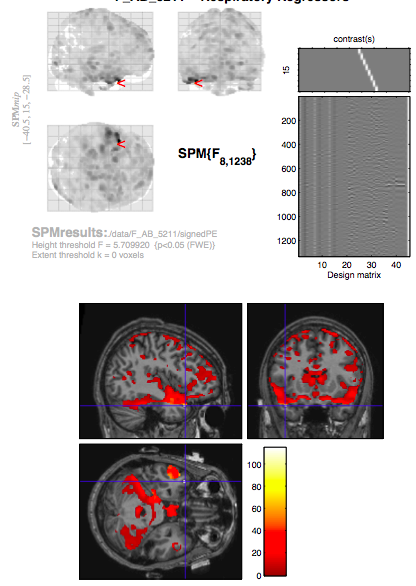 SPMmip
[-40.5, 15, -28.5]
SPM{F8,1238}
contrast(s)
15
200
400
600
800
1000
1200
10 20 30 40
Design matrix
SPMresults: /data/F_AB_5211/signedPE
Height threshold F = 5.709920 {p<0.05 (FWE)}
Extent threshold k = 0 voxels
<
<
<
100
80
60
40
20
0